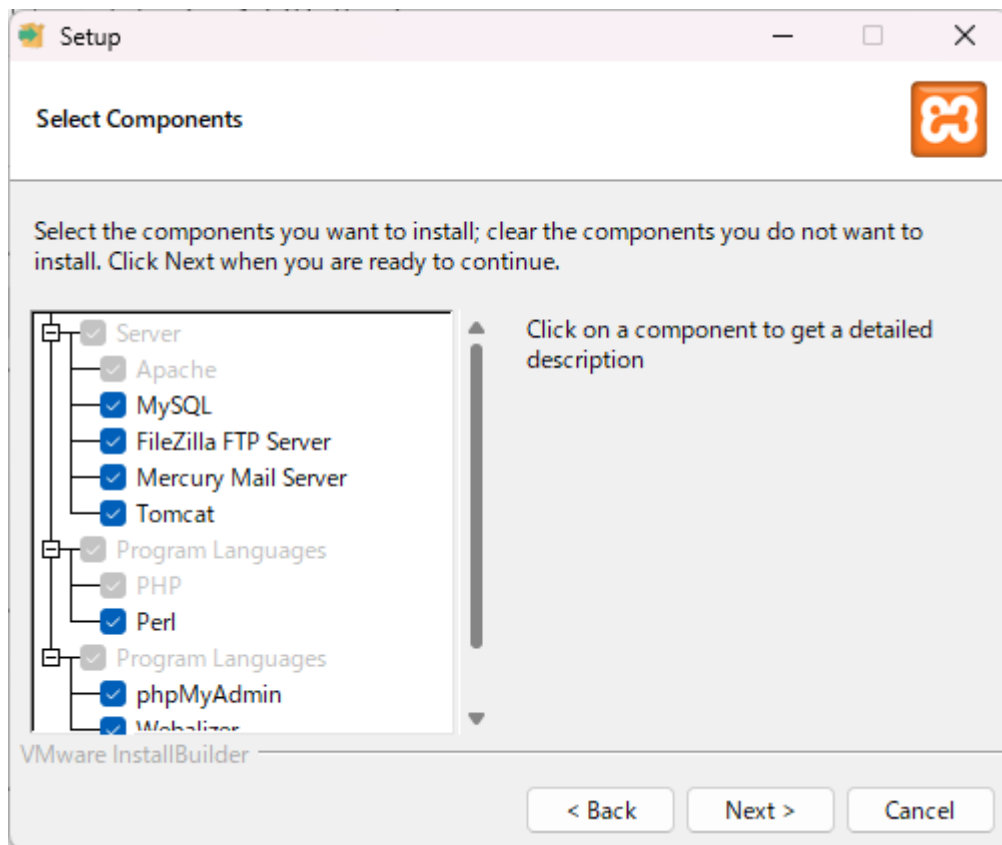 Setup
Select Components
Select the components you want to install; clear the components you do not want to
install. Click Next when you are ready to continue.
Server
Apache
MySQL
FileZilla FTP Server
Mercury Mail Server
Tomcat
Program Languages
PHP
Perl
Program Languages
phpMyAdmin
Webalizer
Click on a component to get a detailed
description
VMware InstallBuilder
< Back
Next >
Cancel